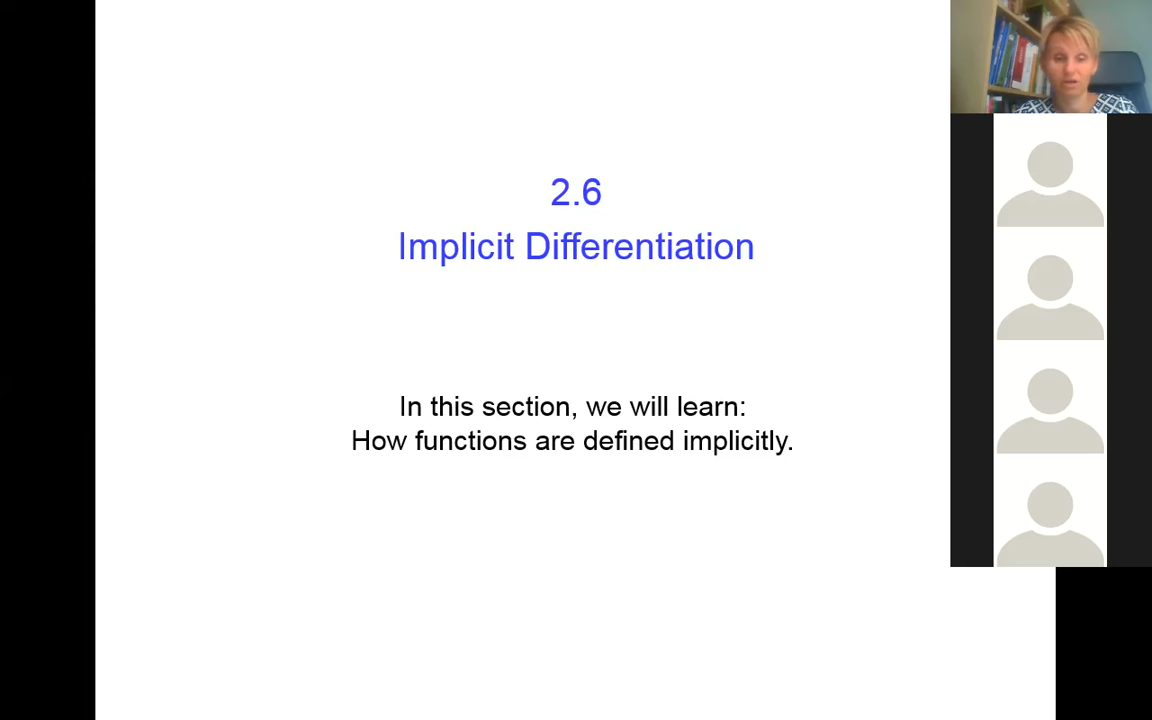 2.6
Implicit Differentiation
In this section, we will learn:
How functions are defined implicitly.